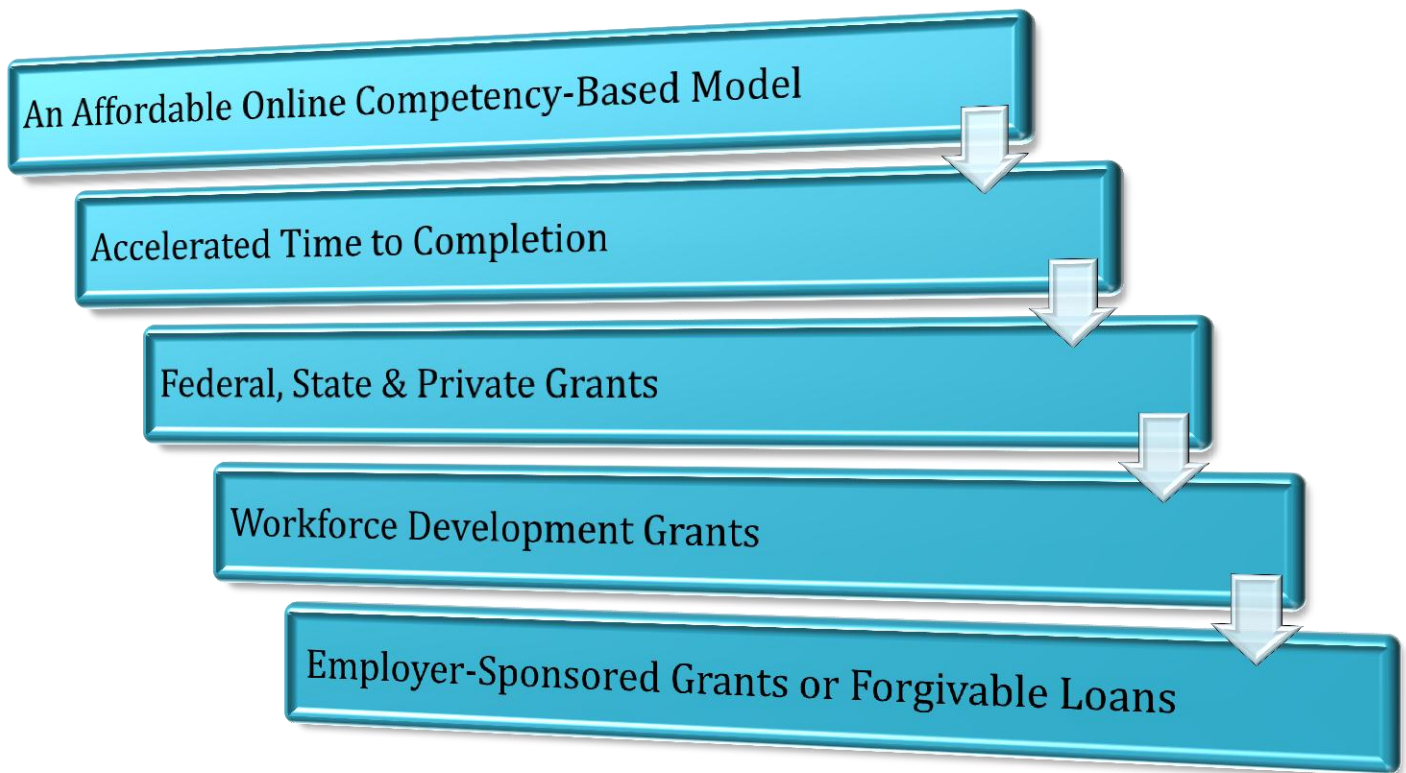 An Affordable Online Competency-Based Model
Accelerated Time to Completion
Federal, State & Private Grants
Workforce Development Grants
Employer-Sponsored Grants or Forgivable Loans